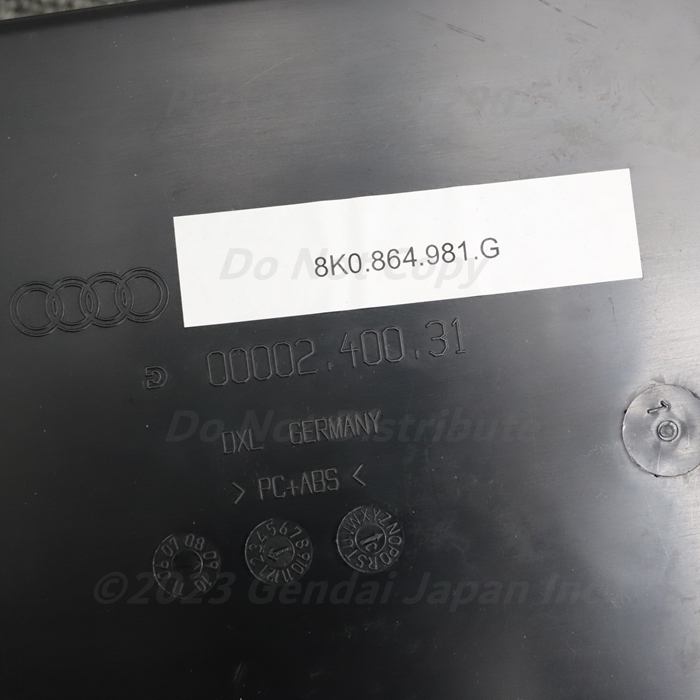 8K0.864.981.G
Do Not Copy
00002.400.31
DXL GERMANY
Do Not Distribute
> PC+ABS <
©2023 Gendai Japan Inc.